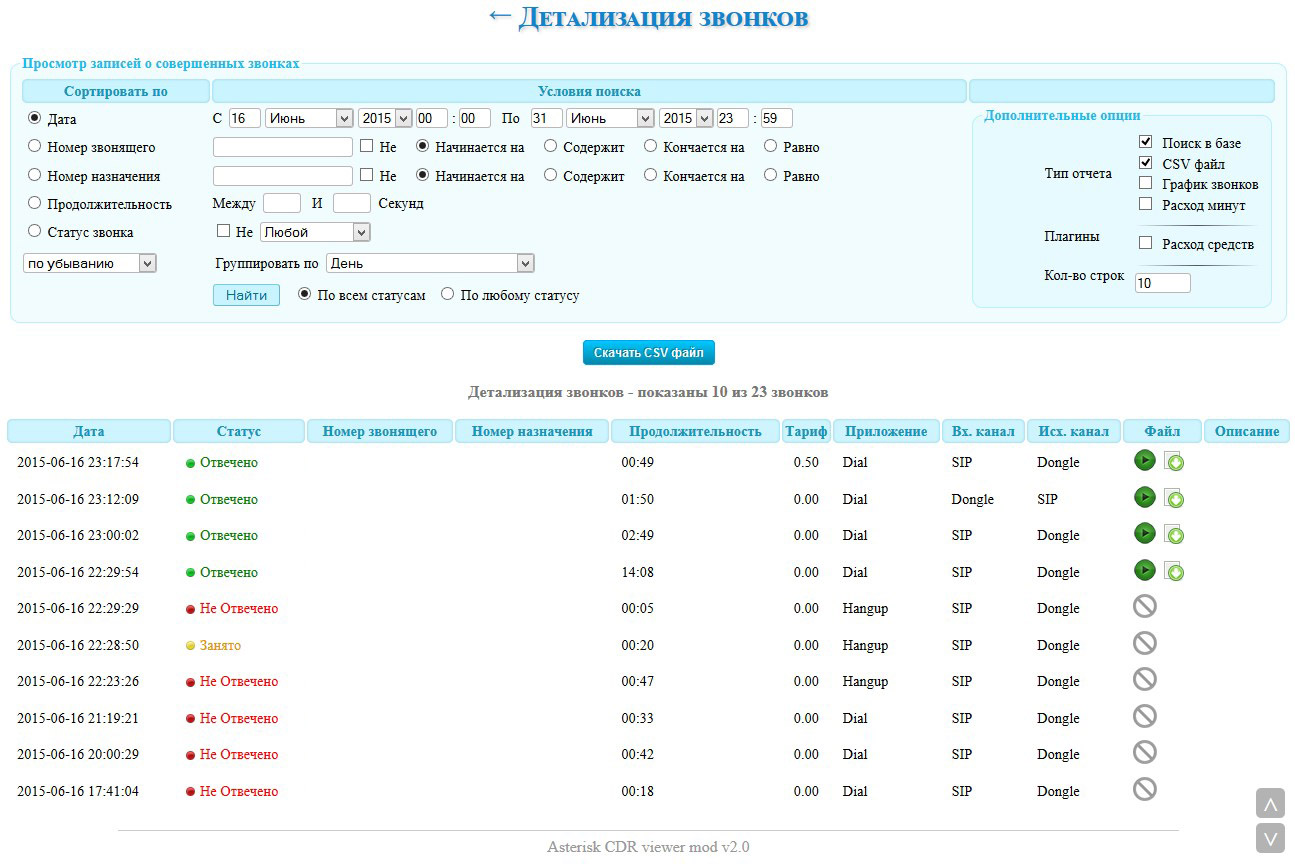 ← Детализация звонков
Просмотр записей о совершенных звонках
Сортировать по Условия поиска
Дата С 16 Июнь 2015 00 : 00 По 31 Июнь 2015 23 : 59
Номер звонящего Не Начинается на Содержит Кончается на Равно
Номер назначения Не Начинается на Содержит Кончается на Равно
Продолжительность Между И Секунд
Статус звонка Не Любой
по убыванию Группировать по День
Найти По всем статусам По любому статусу
Дополнительные опции
Тип отчета
Поиск в базе
CSV файл
График звонков
Расход минут
Плагины Расход средств
Кол-во строк 10
Скачать CSV файл
Детализация звонков - показаны 10 из 23 звонков
Дата Статус Номер звонящего Номер назначения Продолжительность Тариф Приложение Вх. канал Исх. канал Файл Описание
2015-06-16 23:17:54 Отвечено 00:49 0.50 Dial SIP Dongle
2015-06-16 23:12:09 Отвечено 01:50 0.00 Dial Dongle SIP
2015-06-16 23:00:02 Отвечено 02:49 0.00 Dial SIP Dongle
2015-06-16 22:29:54 Отвечено 14:08 0.00 Dial SIP Dongle
2015-06-16 22:29:29 Не Отвечено 00:05 0.00 Hangup SIP Dongle
2015-06-16 22:28:50 Занято 00:20 0.00 Hangup SIP Dongle
2015-06-16 22:23:26 Не Отвечено 00:47 0.00 Hangup SIP Dongle
2015-06-16 21:19:21 Не Отвечено 00:33 0.00 Dial SIP Dongle
2015-06-16 20:00:29 Не Отвечено 00:42 0.00 Dial SIP Dongle
2015-06-16 17:41:04 Не Отвечено 00:18 0.00 Dial SIP Dongle
Asterisk CDR viewer mod v2.0